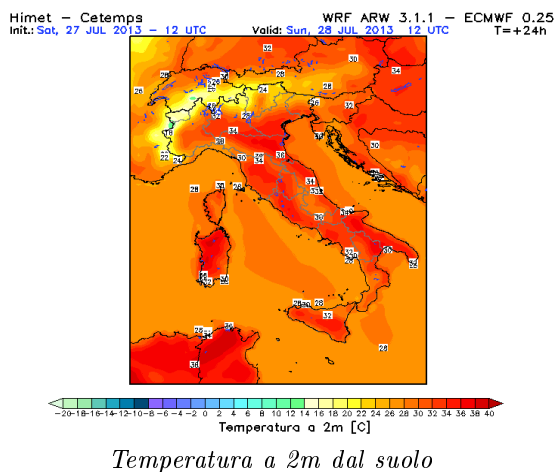 Himet – Cetemps WRF ARW 3.1.1 – ECMWF 0.25
Init.: Sat, 27 JUL 2013 – 12 UTC Valid: Sun, 28 JUL 2013 12 UTC T=+24h
-20 -18 -16 -14 -12 -10 -8 -6 -4 -2 0 2 4 6 8 10 12 14 16 18 20 22 24 26 28 30 32 34 36 38 40
Temperatura a 2m [C]
Temperatura a 2m dal suolo